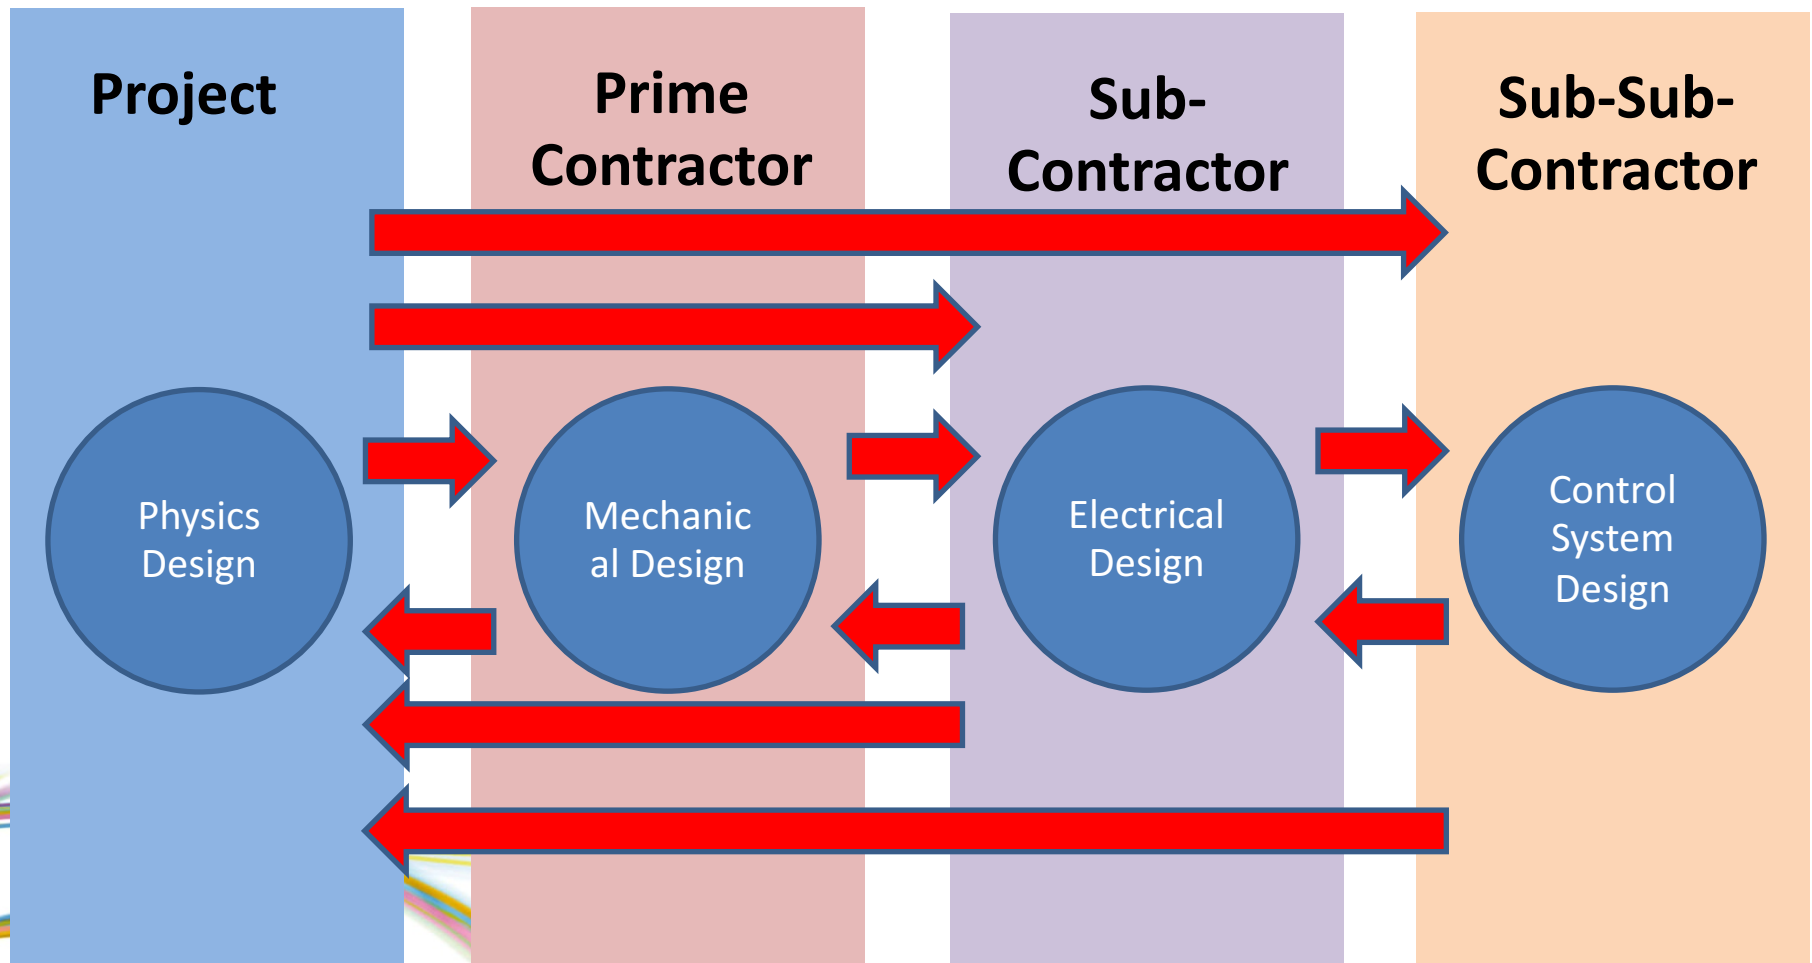 Project
Prime
Contractor
Sub-
Contractor
Sub-Sub-
Contractor
Physics
Design
Mechanic
al Design
Electrical
Design
Control
System
Design